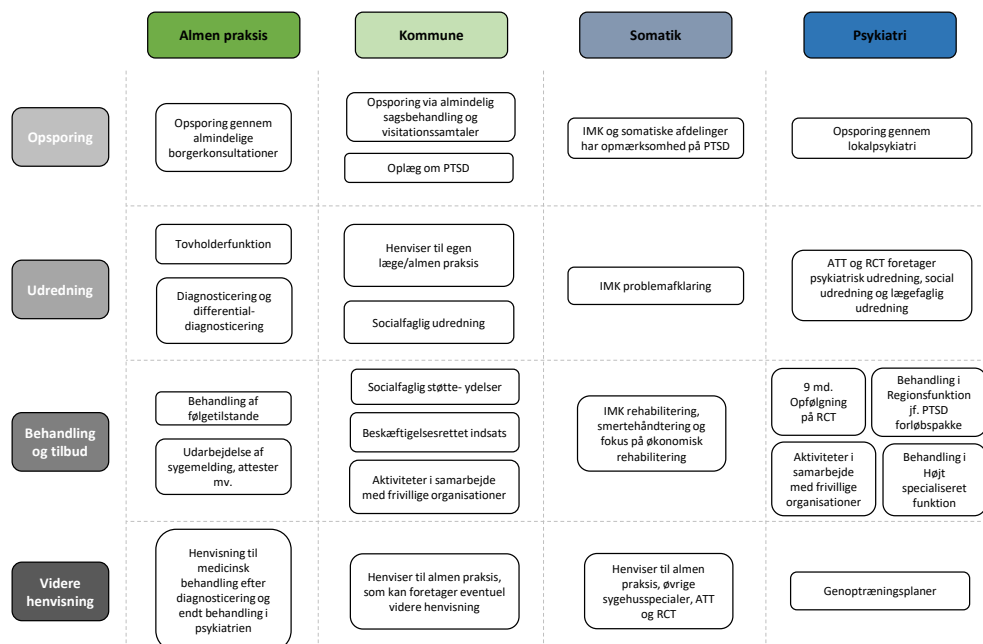 Almen praksis
Kommune
Somatik
Psykiatri
Opsporing
Opsporing gennem
almindelige
borgerkonsultationer
Opsporing via almindelig
sagsbehandling og
visitationssamtaler
Oplæg om PTSD
IMK og somatiske afdelinger
har opmærksomhed på PTSD
Opsporing gennem
lokalpsykiatri
Udredning
Tovholderfunktion
Diagnosticering og
differential-
diagnosticering
Henviser til egen
læge/almen praksis
Socialfaglig udredning
IMK problemafklaring
ATT og RCT foretager
psykiatrisk udredning, social
udredning og lægefaglig
udredning
Behandling
og tilbud
Behandling af
følgetilstande
Udarbejdelse af
sygemelding, attester
mv.
Socialfaglig støtte- ydelser
Beskæftigelsesrettet indsats
Aktiviteter i samarbejde
med frivillige organisationer
IMK rehabilitering,
smertehåndtering og
fokus på økonomisk
rehabilitering
9 md.
Opfølgning
på RCT
Behandling i
Regionsfunktion
jf. PTSD
forløbspakke
Aktiviteter i
samarbejde
med frivillige
organisationer
Behandling i
Højt
specialiseret
funktion
Videre
henvisning
Henvisning til
medicinsk
behandling efter
diagnosticering og
endt behandling i
psykiatrien
Henviser til almen praksis,
som kan foretager eventuel
videre henvisning
Henviser til almen
praksis, øvrige
sygehusspecialer, ATT
og RCT
Genoptræningsplaner